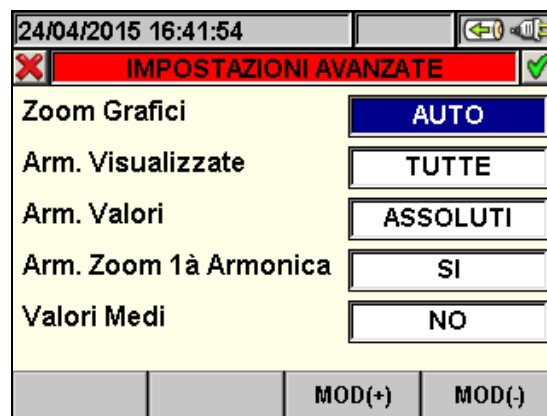 24/04/2015 16:41:54
IMPOSTAZIONI AVANZATE
Zoom Grafici AUTO
Arm. Visualizzate TUTTE
Arm. Valori ASSOLUTI
Arm. Zoom 1à Armonica SI
Valori Medi NO
MOD(+) MOD(-)